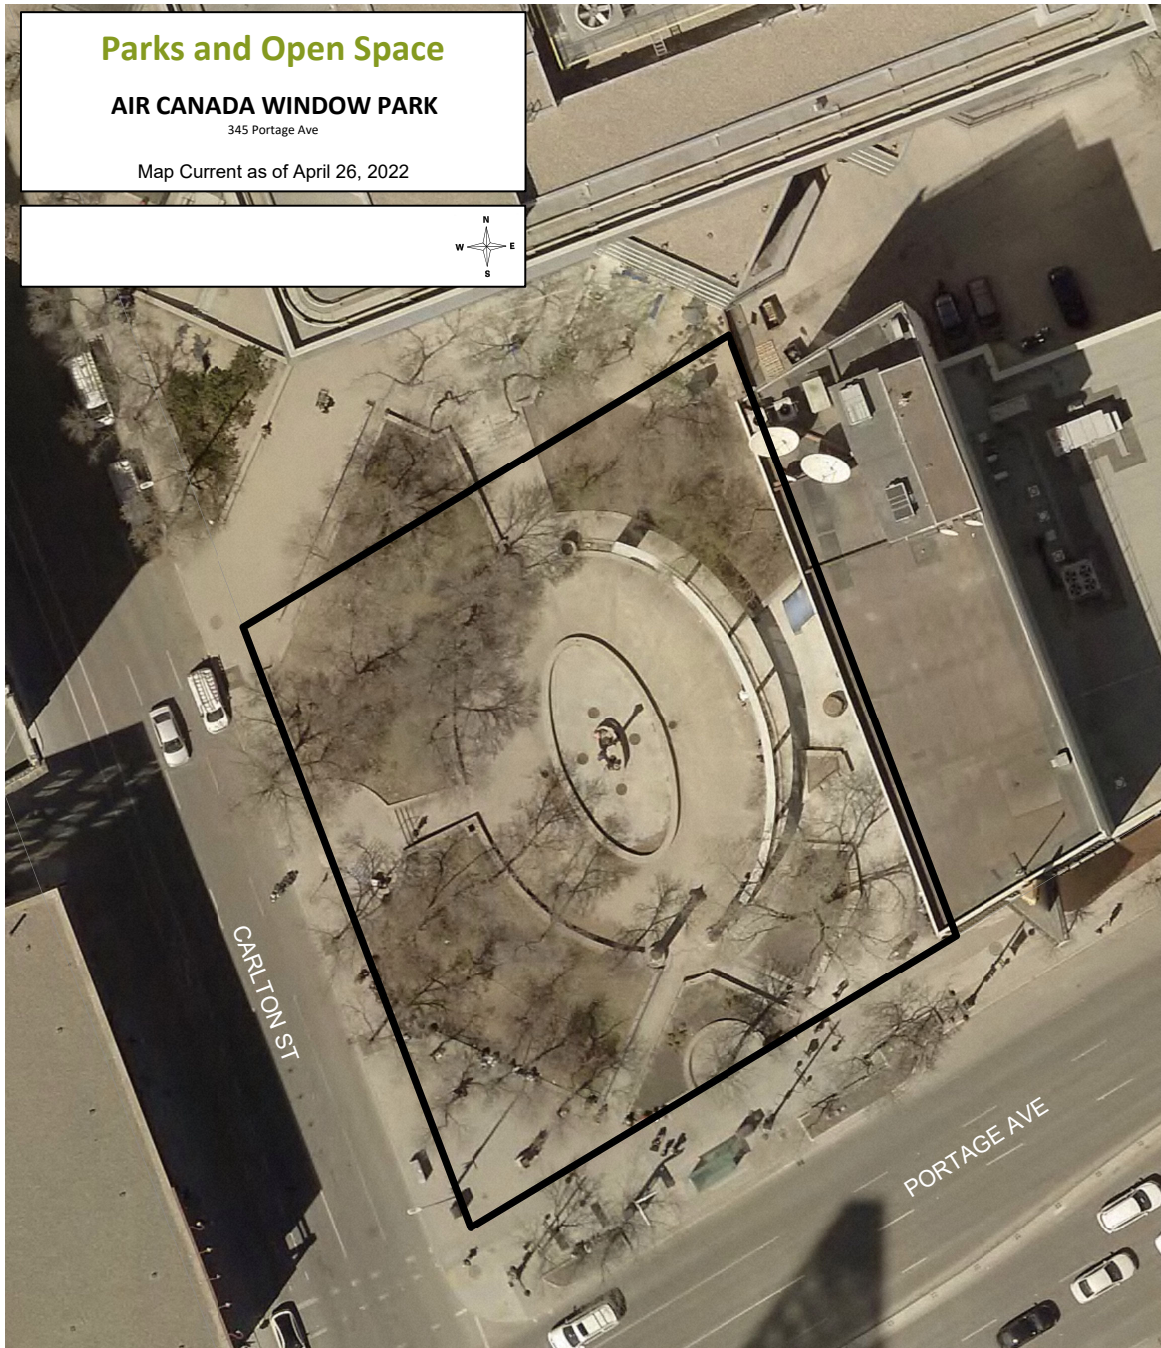 Parks and Open Space
AIR CANADA WINDOW PARK
345 Portage Ave
Map Current as of April 26, 2022
N
W E
S
CARLTON ST
PORTAGE AVE